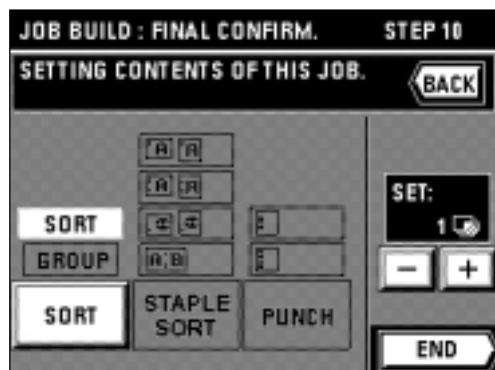 JOB BUILD : FINAL CONFIRM. STEP 10
SETTING CONTENTS OF THIS JOB.
BACK
A A
A A
A A
A B
SORT
GROUP
SORT
STAPLE
SORT
PUNCH
SET:
1
− +
END